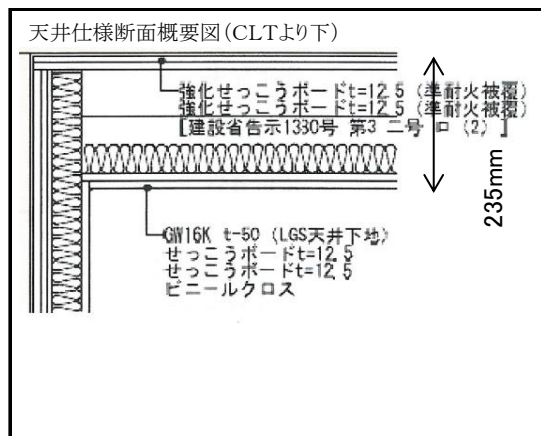 天井仕様断面概要図（CLTより下）
強化せっこうボードt=12.5（準耐火被覆）
強化せっこうボードt=12.5（準耐火被覆）
［建設省告示1380号 第3 二号 ロ（2）］
235mm
GW16K t-50（LGS天井下地）
せっこうボードt=12.5
せっこうボードt=12.5
ビニールクロス